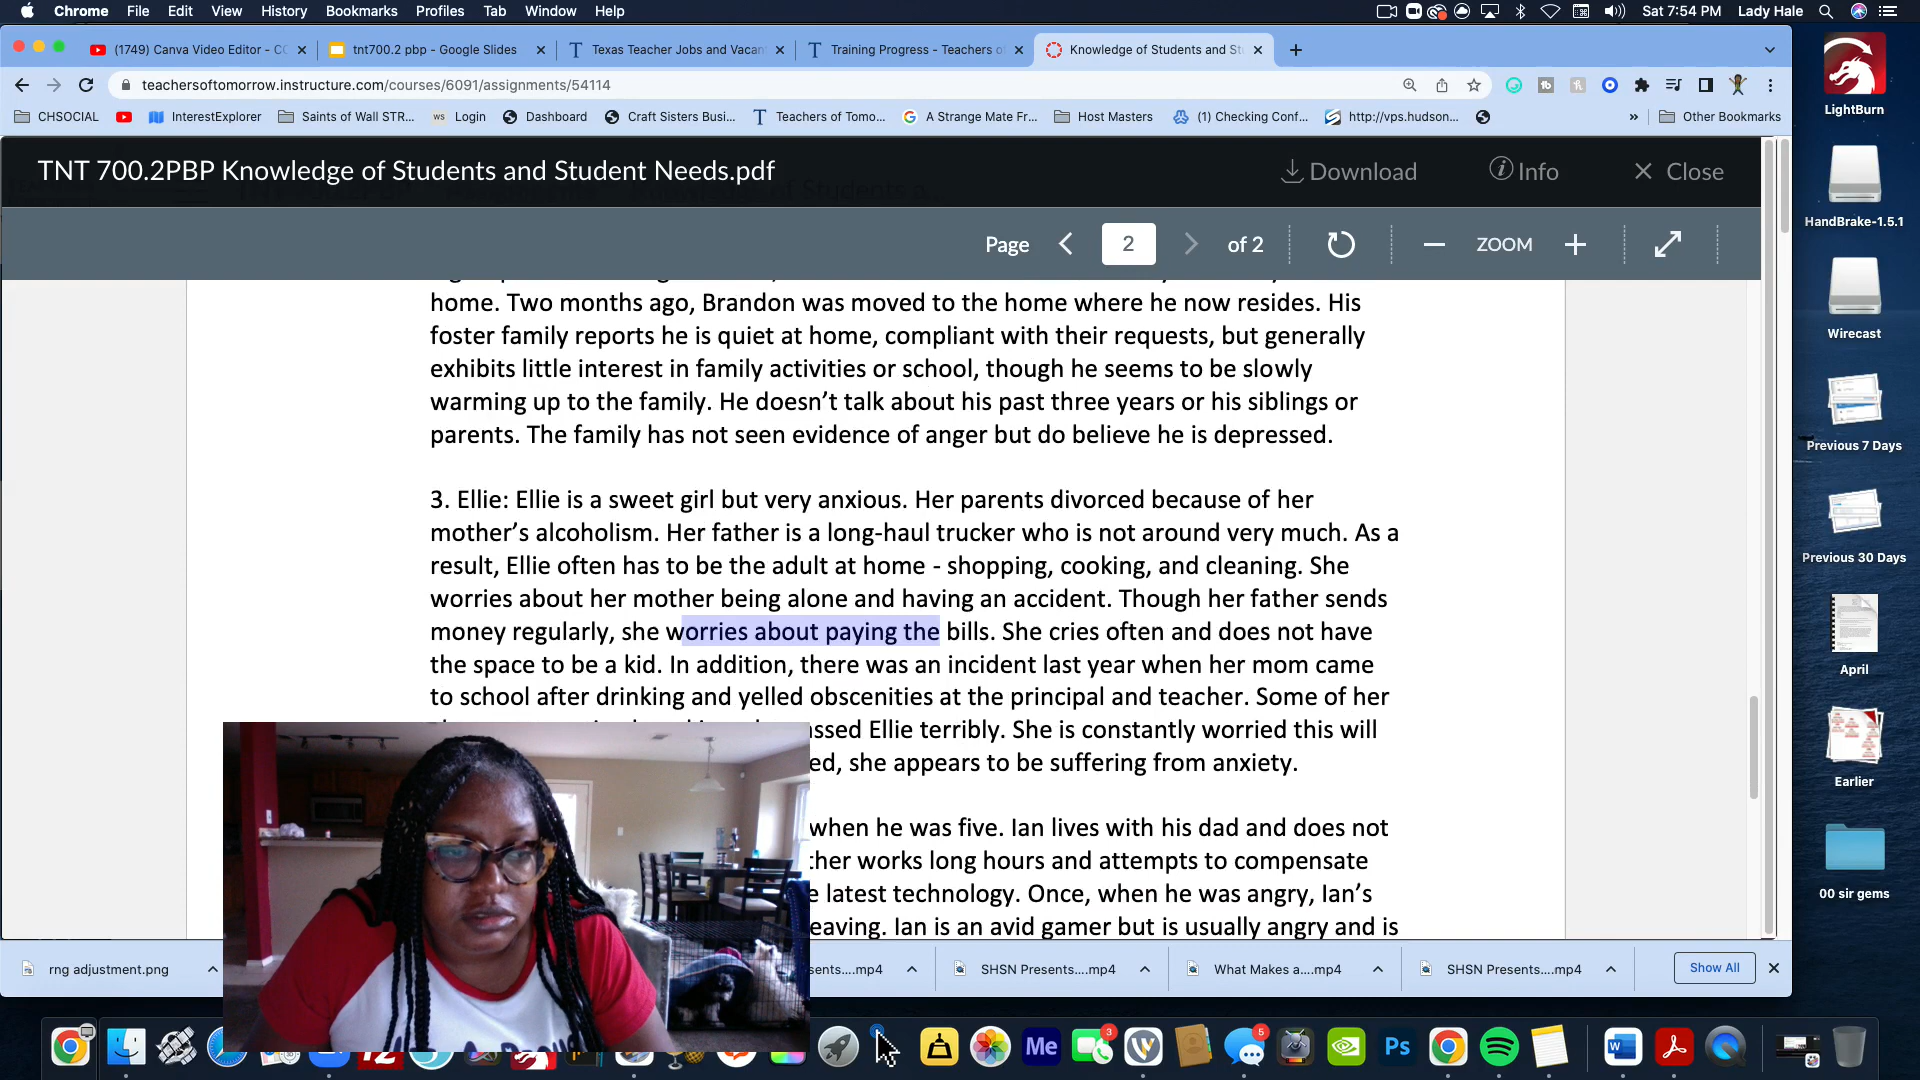 Chrome File Edit View History Bookmarks Profiles Tab Window Help Sat 7:54 PM Lady Hale
(1749) Canva Video Editor - CO tnt700.2 pbp - Google Slides Texas Teacher Jobs and Vacan Training Progress - Teachers o Knowledge of Students and St
teachersoftomorrow.instructure.com/courses/6091/assignments/54114
CHSOCIAL InterestExplorer Saints of Wall STR... ws Login Dashboard Craft Sisters Busi... Teachers of Tomo... A Strange Mate Fr... Host Masters (1) Checking Conf... http://vps.hudson... » Other Bookmarks
TNT 700.2PBP Knowledge of Students and Student Needs.pdf Download Info Close
Page 2 of 2 ZOOM
home. Two months ago, Brandon was moved to the home where he now resides. His
foster family reports he is quiet at home, compliant with their requests, but generally
exhibits little interest in family activities or school, though he seems to be slowly
warming up to the family. He doesn't talk about his past three years or his siblings or
parents. The family has not seen evidence of anger but do believe he is depressed.
3. Ellie: Ellie is a sweet girl but very anxious. Her parents divorced because of her
mother's alcoholism. Her father is a long-haul trucker who is not around very much. As a
result, Ellie often has to be the adult at home - shopping, cooking, and cleaning. She
worries about her mother being alone and having an accident. Though her father sends
money regularly, she worries about paying the bills. She cries often and does not have
the space to be a kid. In addition, there was an incident last year when her mom came
to school after drinking and yelled obscenities at the principal and teacher. Some of her
ssed Ellie terribly. She is constantly worried this will
ed, she appears to be suffering from anxiety.
when he was five. Ian lives with his dad and does not
ther works long hours and attempts to compensate
e latest technology. Once, when he was angry, Ian's
eaving. Ian is an avid gamer but is usually angry and is
rng adjustment.png sents....mp4 SHSN Presents....mp4 What Makes a....mp4 SHSN Presents....mp4 Show All
LightBurn
HandBrake-1.5.1
Wirecast
Previous 7 Days
Previous 30 Days
April
Earlier
00 sir gems
12 Me 3 5 Ps W